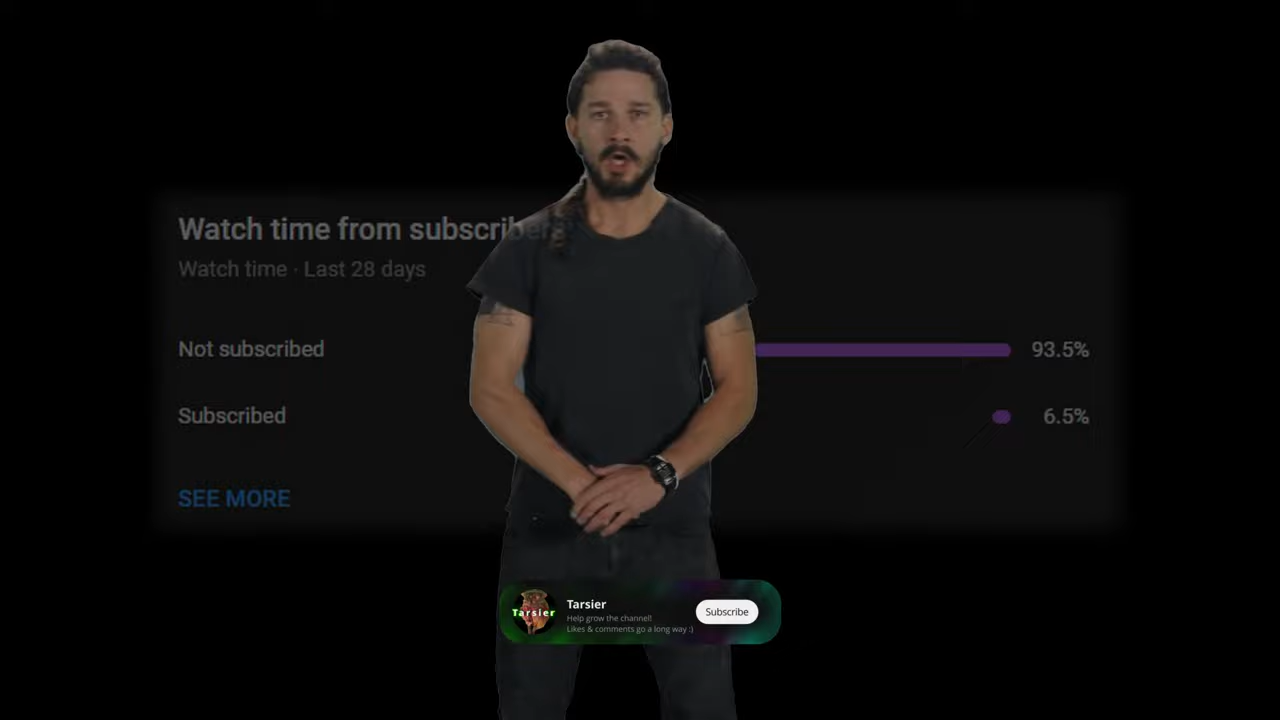 Watch time from subscribers
Watch time · Last 28 days
Not subscribed
93.5%
Subscribed
6.5%
SEE MORE
Tarsier
Tarsier
Help grow the channel!
Likes & comments go a long way :)
Subscribe